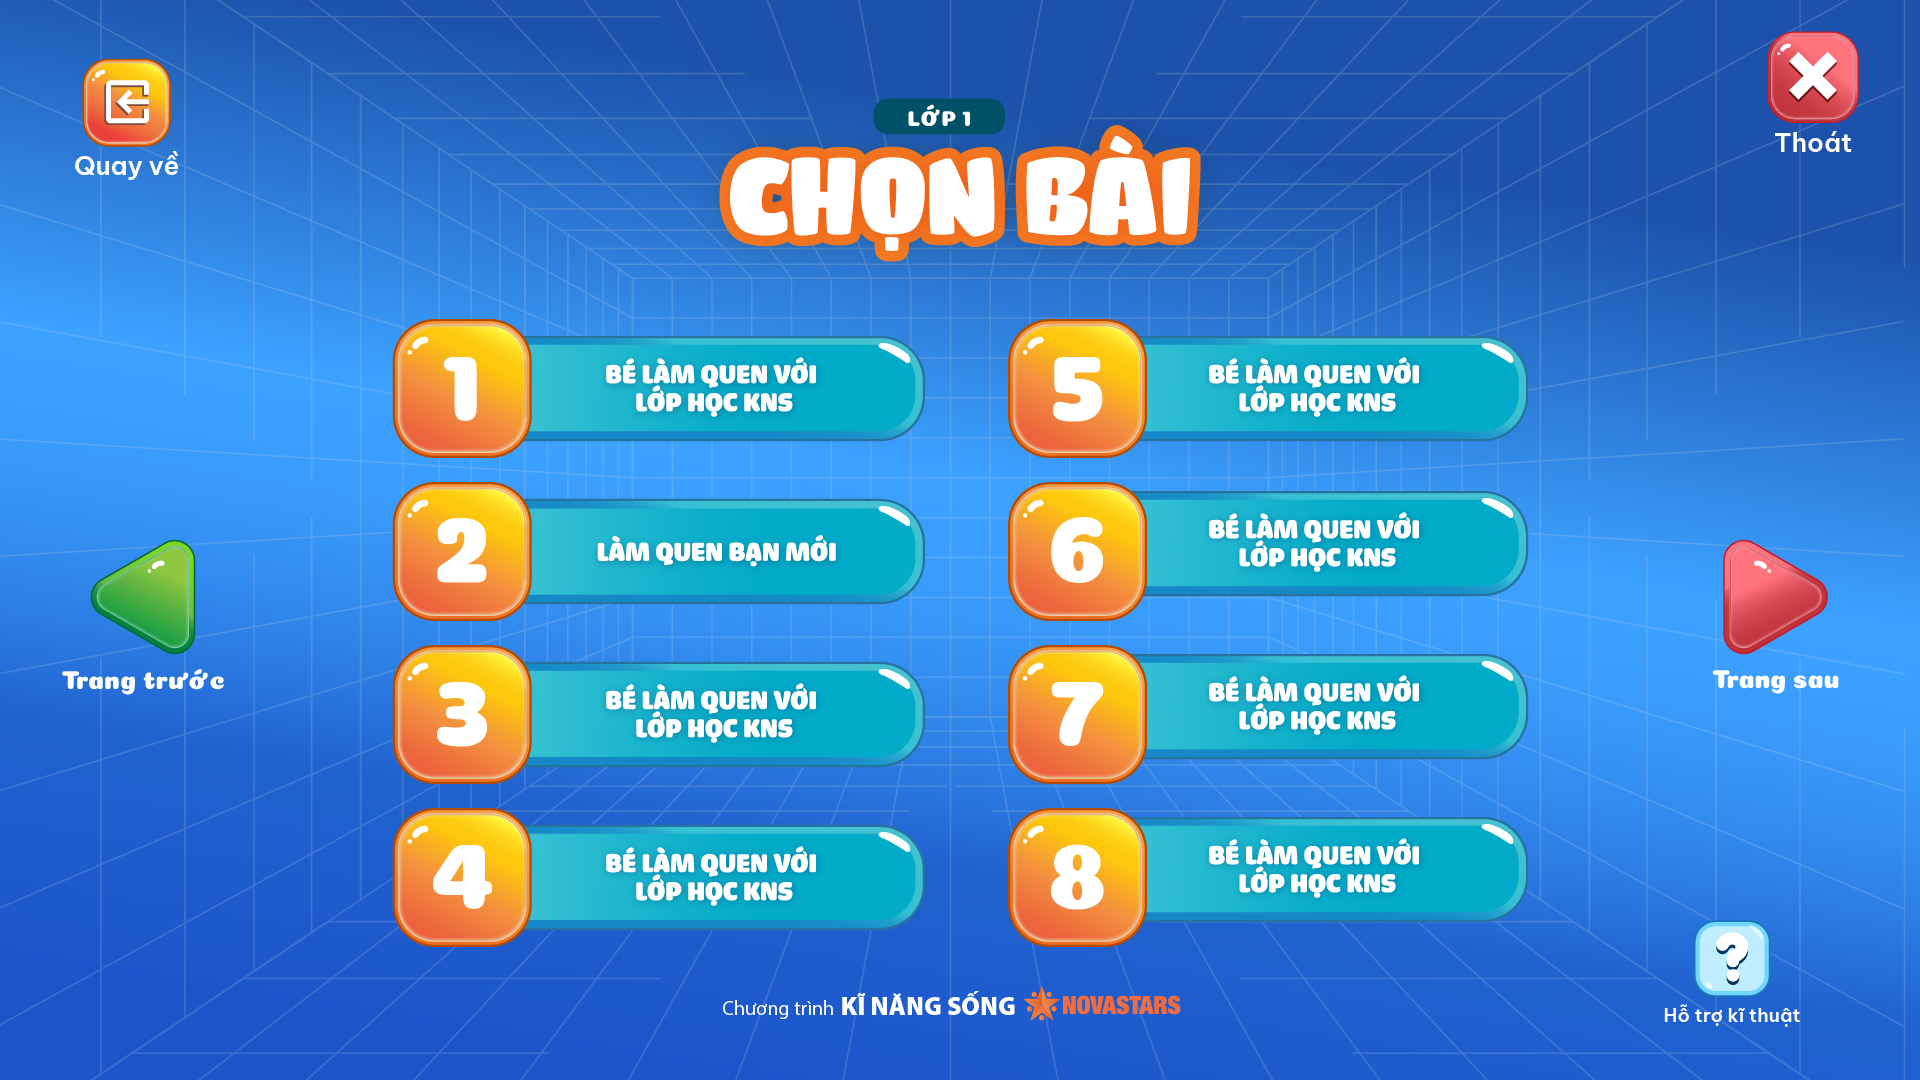 Quay về
Thoát
LỚP 1
CHỌN BÀI
1
BÉ LÀM QUEN VỚI
LỚP HỌC KNS
2
LÀM QUEN BẠN MỚI
3
BÉ LÀM QUEN VỚI
LỚP HỌC KNS
4
BÉ LÀM QUEN VỚI
LỚP HỌC KNS
5
BÉ LÀM QUEN VỚI
LỚP HỌC KNS
6
BÉ LÀM QUEN VỚI
LỚP HỌC KNS
7
BÉ LÀM QUEN VỚI
LỚP HỌC KNS
8
BÉ LÀM QUEN VỚI
LỚP HỌC KNS
Trang trước
Trang sau
?
Hỗ trợ kĩ thuật
Chương trình KĨ NĂNG SỐNG NOVASTARS